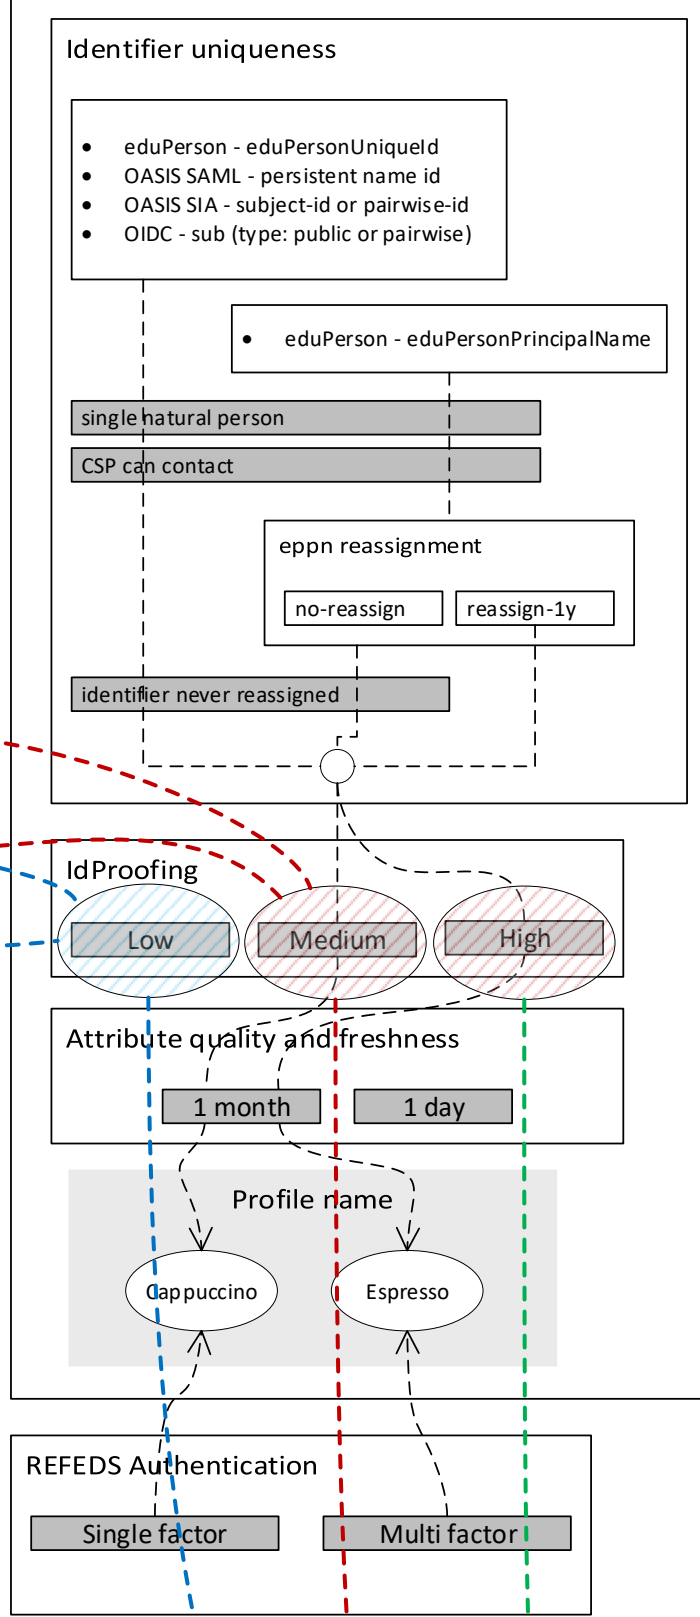 Identifier uniqueness
• eduPerson - eduPersonUniqueId
• OASIS SAML - persistent name id
• OASIS SIA - subject-id or pairwise-id
• OIDC - sub (type: public or pairwise)
• eduPerson - eduPersonPrincipalName
single natural person
CSP can contact
eppn reassignment
no-reassign
reassign-1y
identifier never reassigned
IdProofing
Low
Medium
High
Attribute quality and freshness
1 month
1 day
Profile name
Cappuccino
Espresso
REFEDS Authentication
Single factor
Multi factor